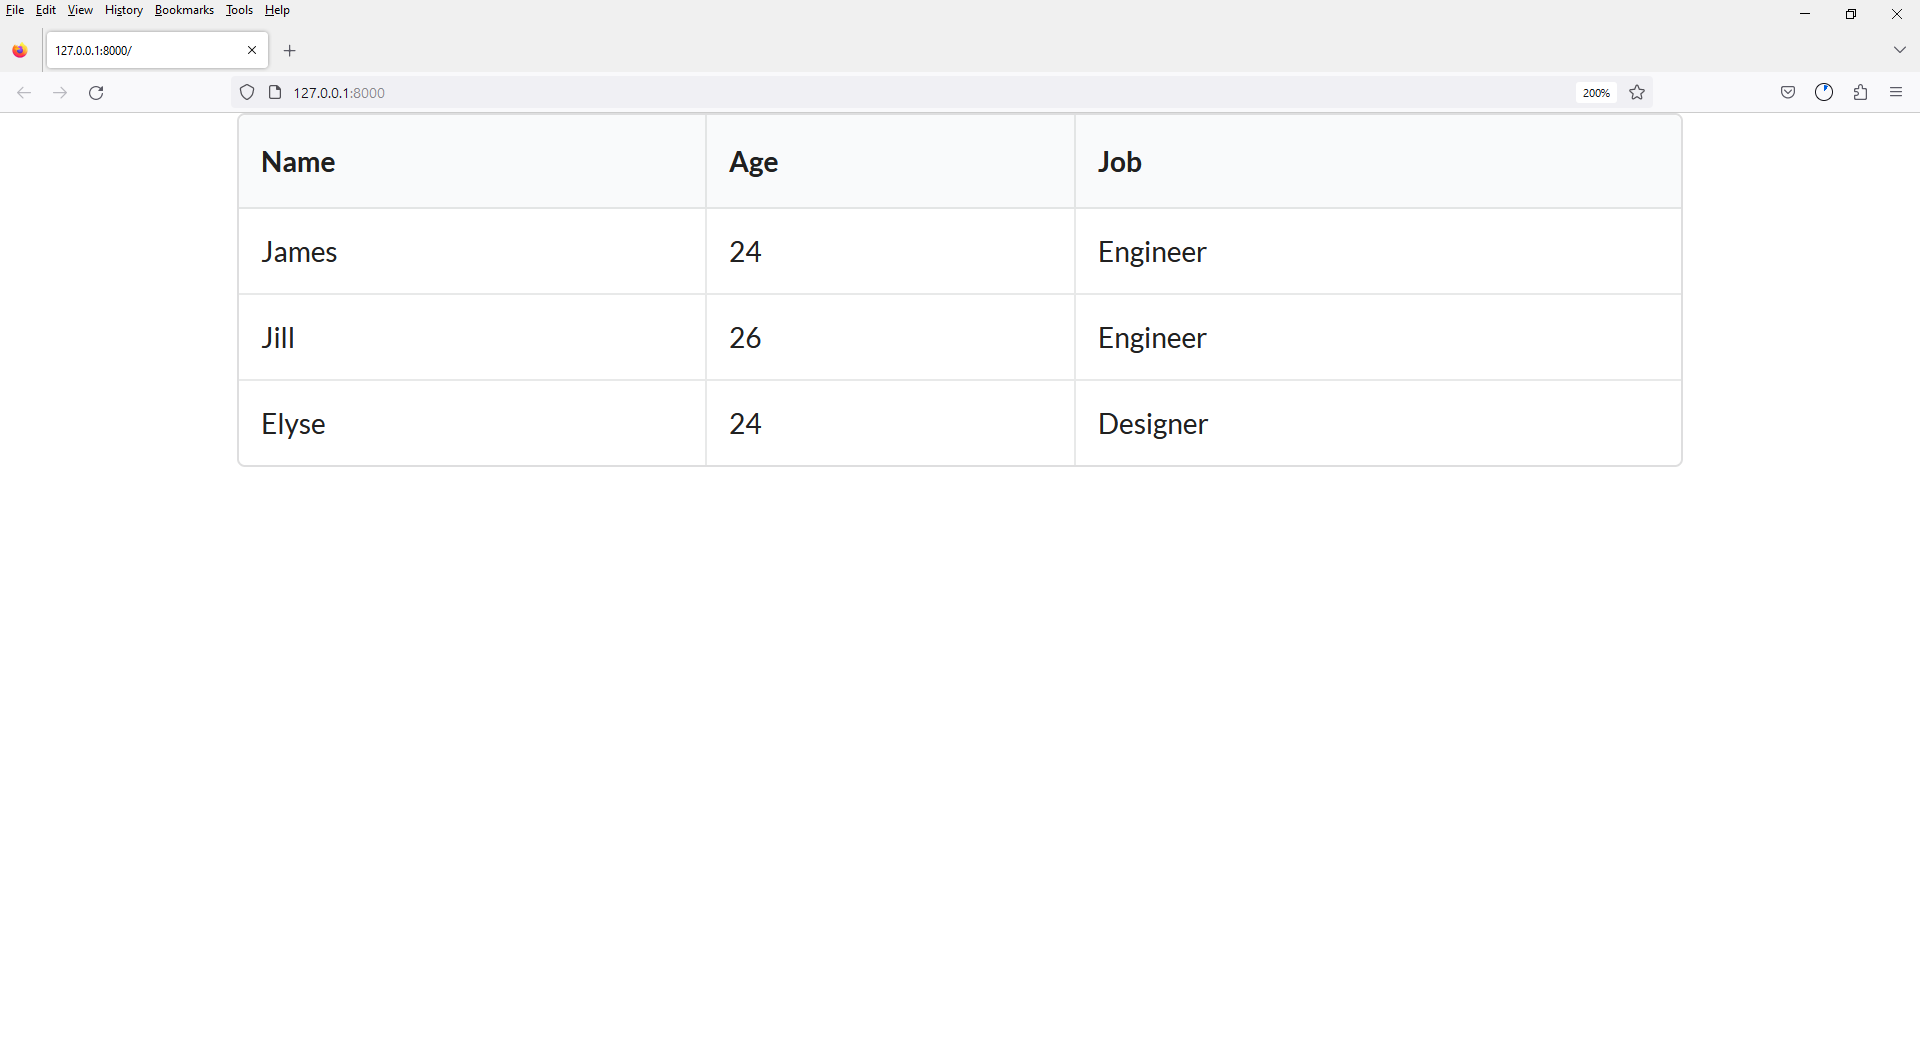 File Edit View History Bookmarks Tools Help
127.0.0.1:8000/
127.0.0.1:8000 200%
Name Age Job
James 24 Engineer
Jill 26 Engineer
Elyse 24 Designer